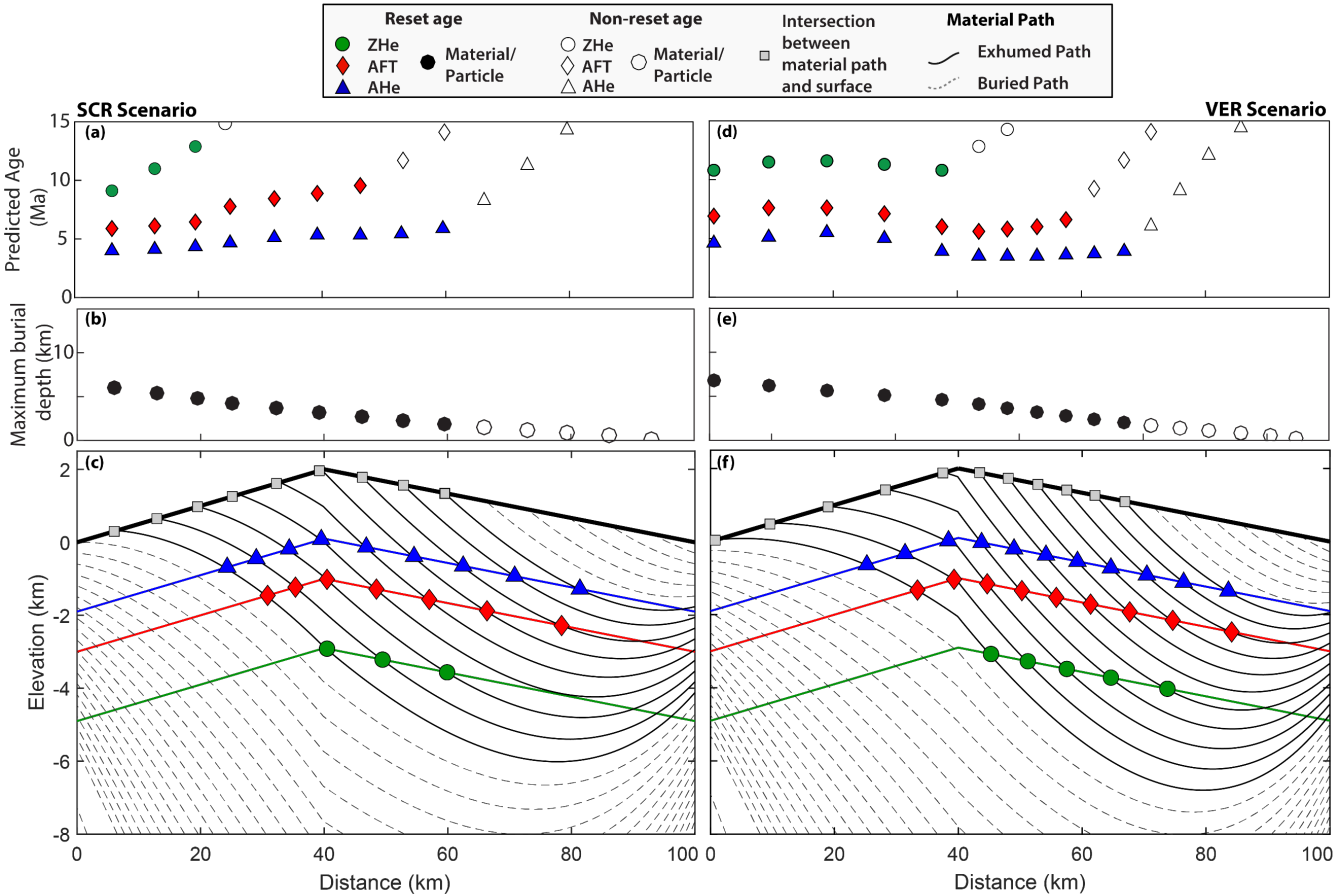 Reset age
Non-reset age
Intersection between material path and surface
Material Path
ZHe
AFT
AHe
Material/
Particle
ZHe
AFT
AHe
Material/
Particle
Exhumed Path
Buried Path
SCR Scenario
VER Scenario
(a)
(d)
Predicted Age
(Ma)
15
10
5
0
(b)
(e)
Maximum burial
depth (km)
10
0
(c)
(f)
Elevation (km)
2
0
-2
-4
-6
-8
0 20 40 60 80 100
0 20 40 60 80 100
Distance (km)
Distance (km)